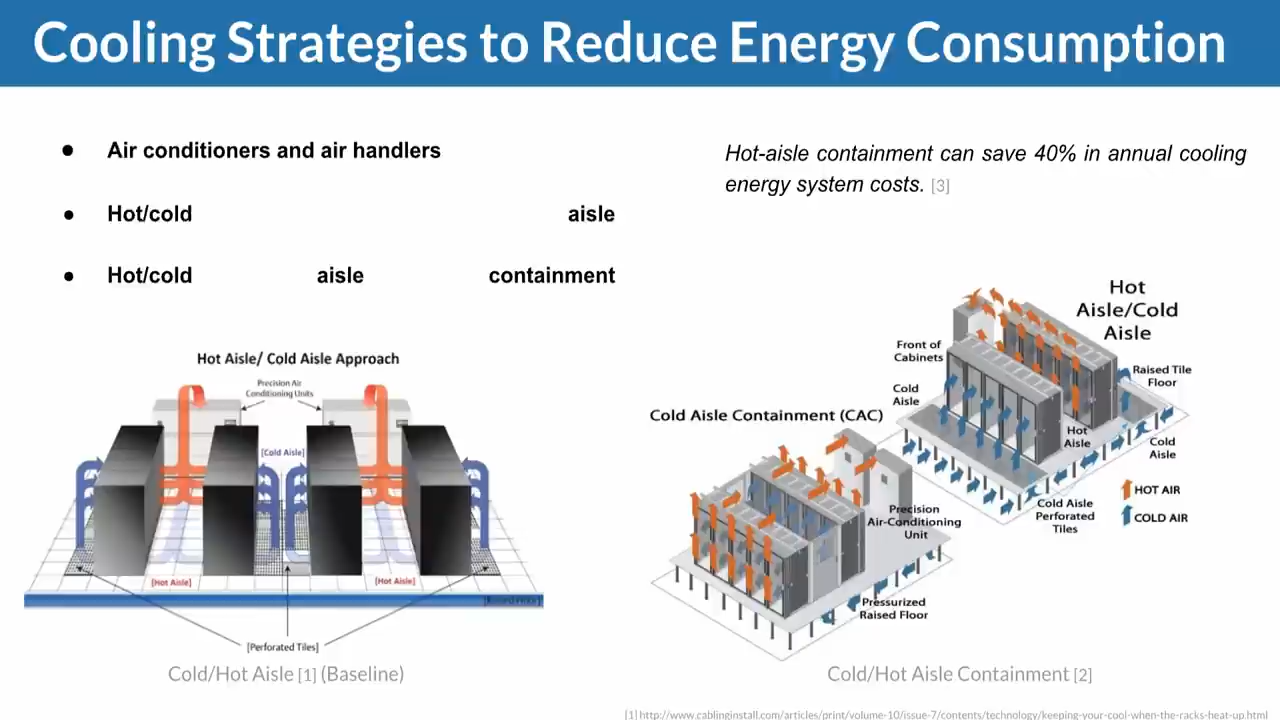 Cooling Strategies to Reduce Energy Consumption
● Air conditioners and air handlers
● Hot/cold aisle
● Hot/cold aisle containment
Hot-aisle containment can save 40% in annual cooling
energy system costs. [3]
Hot Aisle/ Cold Aisle Approach
Precision Air
Conditioning Units
[Cold Aisle]
[Hot Aisle]
[Hot Aisle]
[Perforated Tiles]
Cold/Hot Aisle [1] (Baseline)
Hot
Aisle/Cold
Aisle
Front of
Cabinets
Cold
Aisle
Raised Tile
Floor
Hot
Aisle
Cold
Aisle
Cold Aisle
Perforated
Tiles
HOT AIR
COLD AIR
Cold Aisle Containment (CAC)
Precision
Air-Conditioning
Unit
Pressurized
Raised Floor
Cold/Hot Aisle Containment [2]
[1] http://www.cablinginstall.com/articles/print/volume-10/issue-7/contents/technology/keeping-your-cool-when-the-racks-heat-up.html